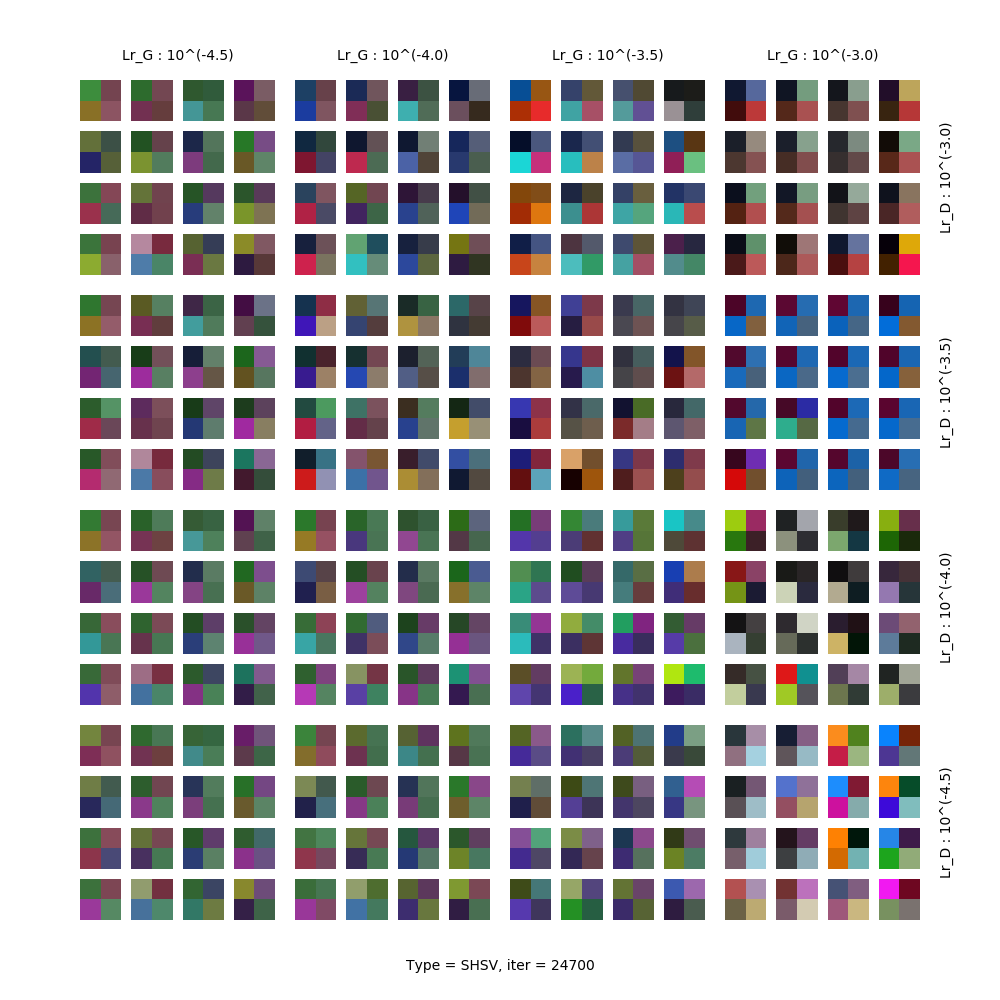 Lr_G : 10^(-4.5)
Lr_G : 10^(-4.0)
Lr_G : 10^(-3.5)
Lr_G : 10^(-3.0)
Lr_D : 10^(-3.0)
Lr_D : 10^(-3.5)
Lr_D : 10^(-4.0)
Lr_D : 10^(-4.5)
Type = SHSV, iter = 24700